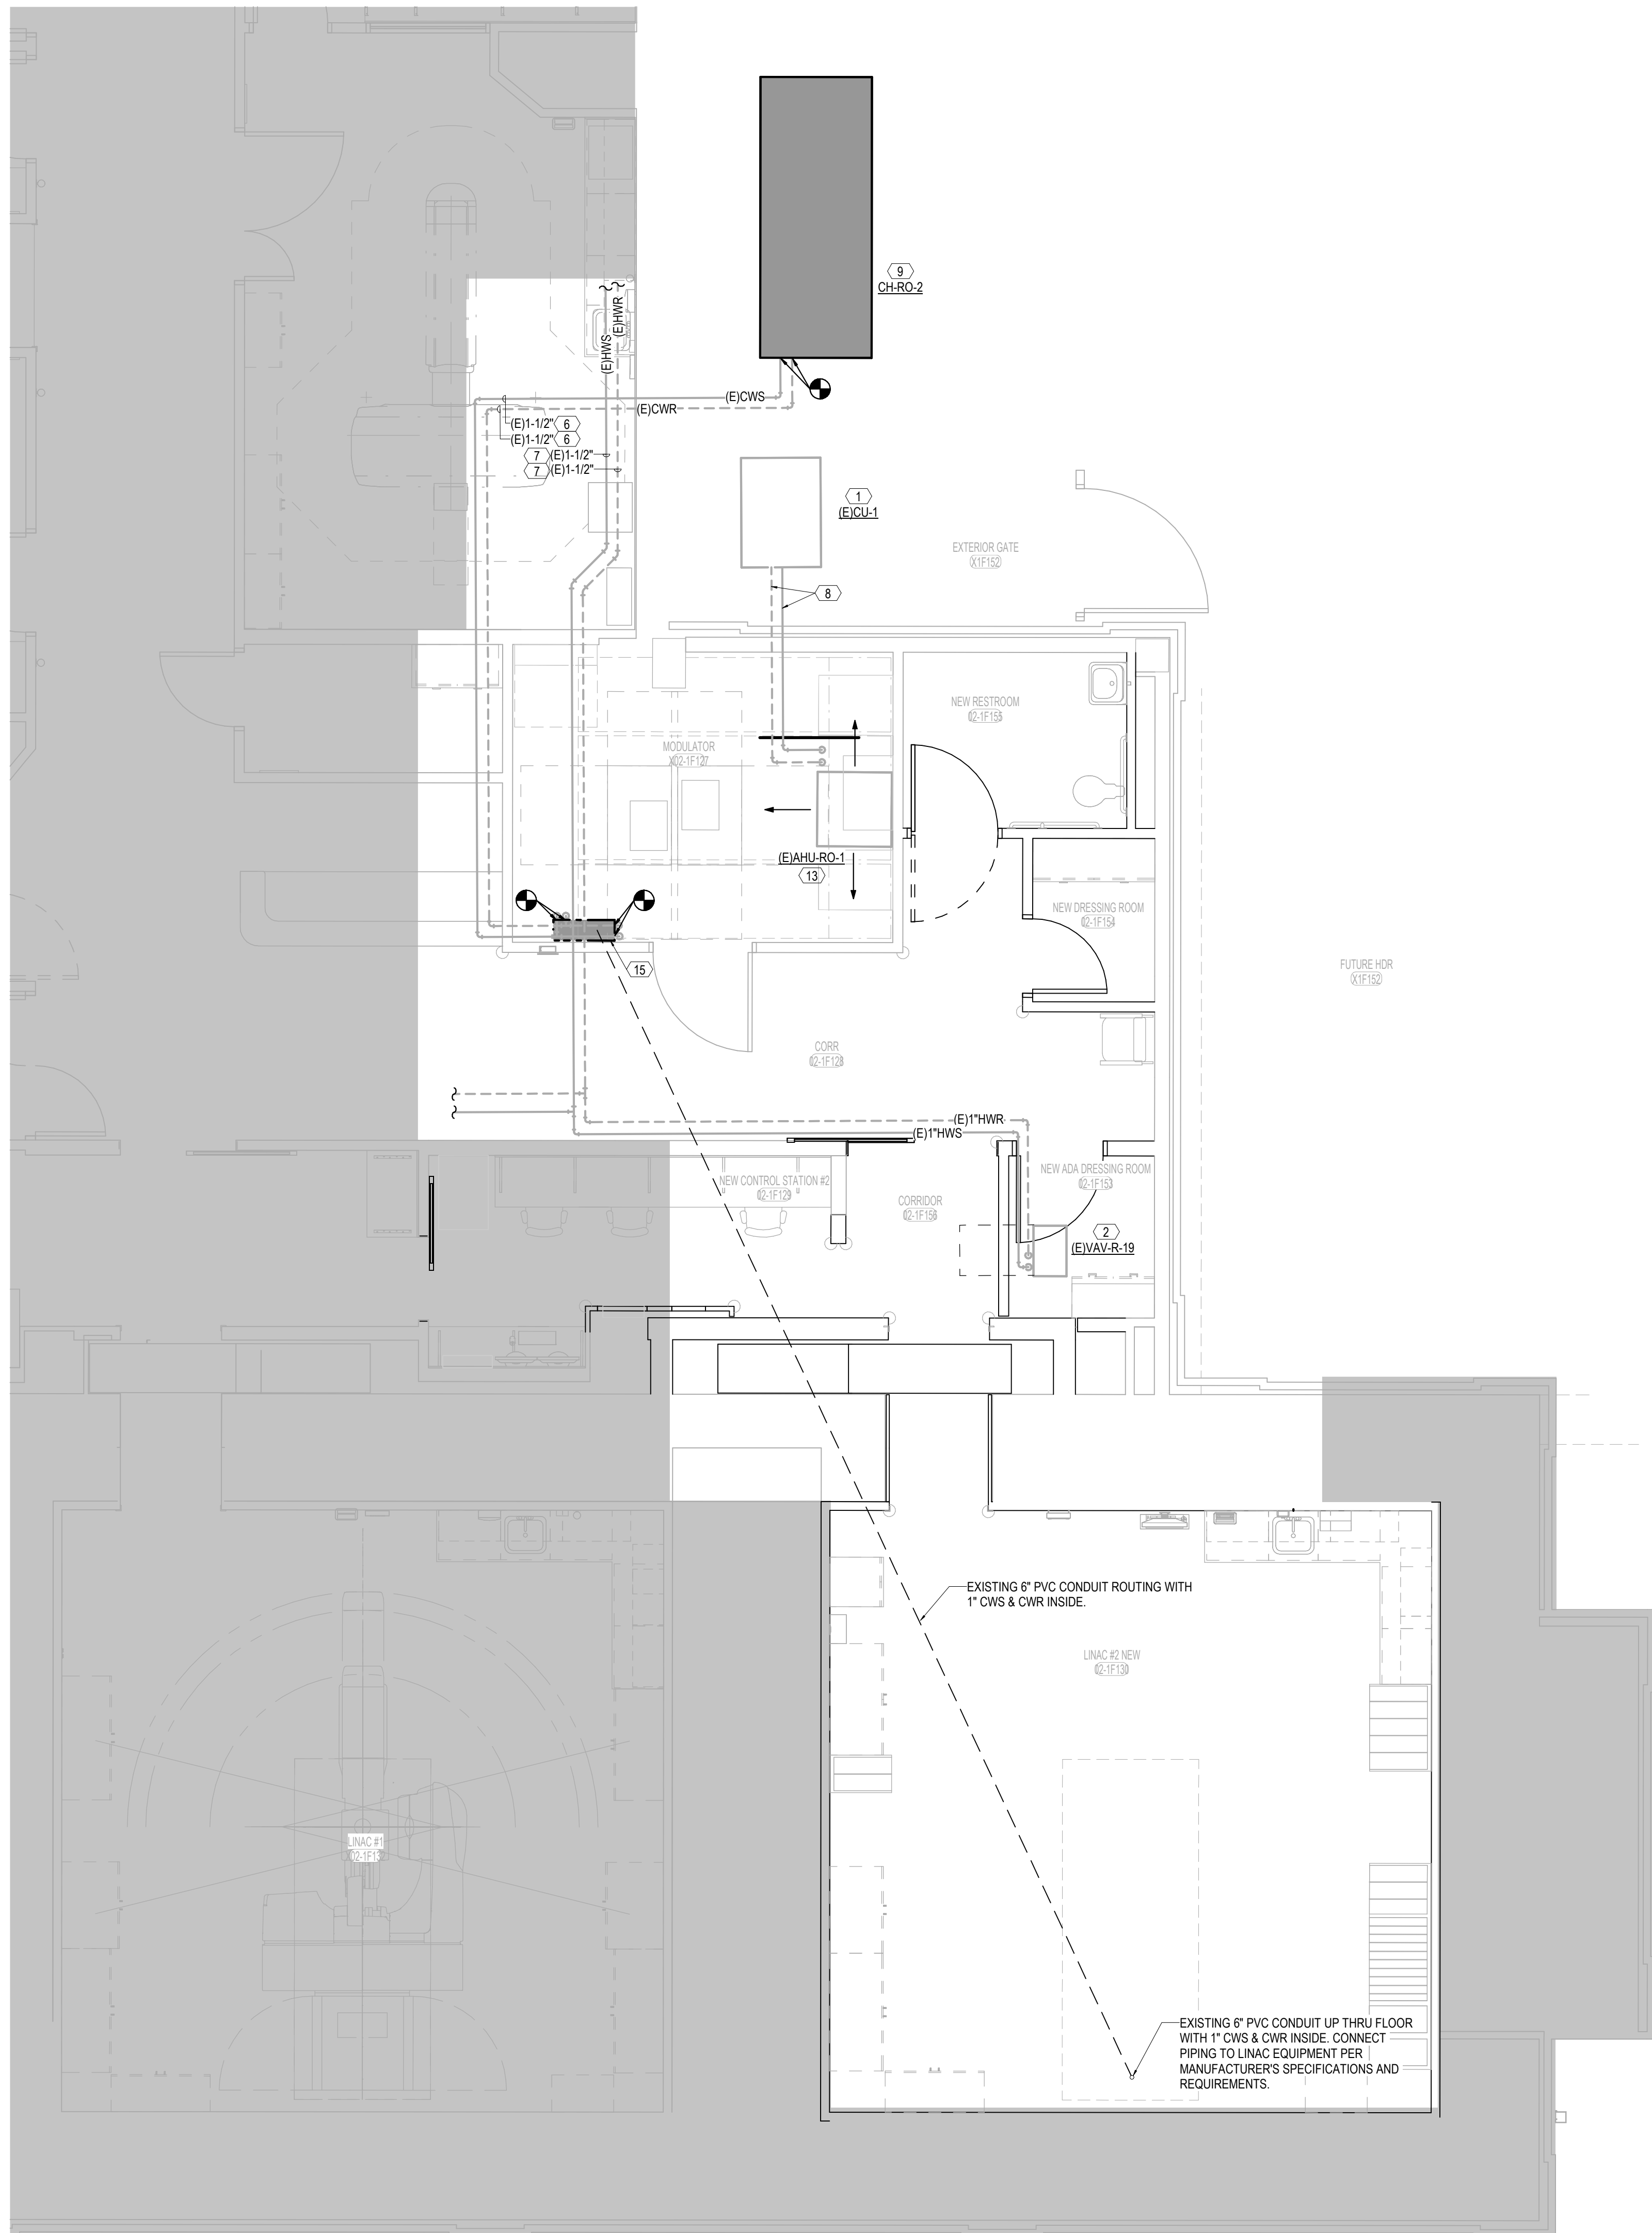 9
CH-RO-2
(E)HWS
(E)HWR
(E)CWS
(E)CWR
(E)1-1/2" 6
(E)1-1/2" 6
7 (E)1-1/2"
7 (E)1-1/2"
1
(E)CU-1
EXTERIOR GATE
X1F152
8
NEW RESTROOM
02-1F155
MODULATOR
X02-1F127
(E)AHU-RO-1
13
NEW DRESSING ROOM
02-1F154
15
FUTURE HDR
X1F152
CORR
02-1F128
(E)1"HWR
(E)1"HWS
NEW ADA DRESSING ROOM
02-1F153
NEW CONTROL STATION #2
02-1F129
CORRIDOR
02-1F156
2
(E)VAV-R-19
EXISTING 6" PVC CONDUIT ROUTING WITH
1" CWS & CWR INSIDE.
LINAC #2 NEW
02-1F130
LINAC #1
EXISTING 6" PVC CONDUIT UP THRU FLOOR
WITH 1" CWS & CWR INSIDE. CONNECT
PIPING TO LINAC EQUIPMENT PER
MANUFACTURER'S SPECIFICATIONS AND
REQUIREMENTS.